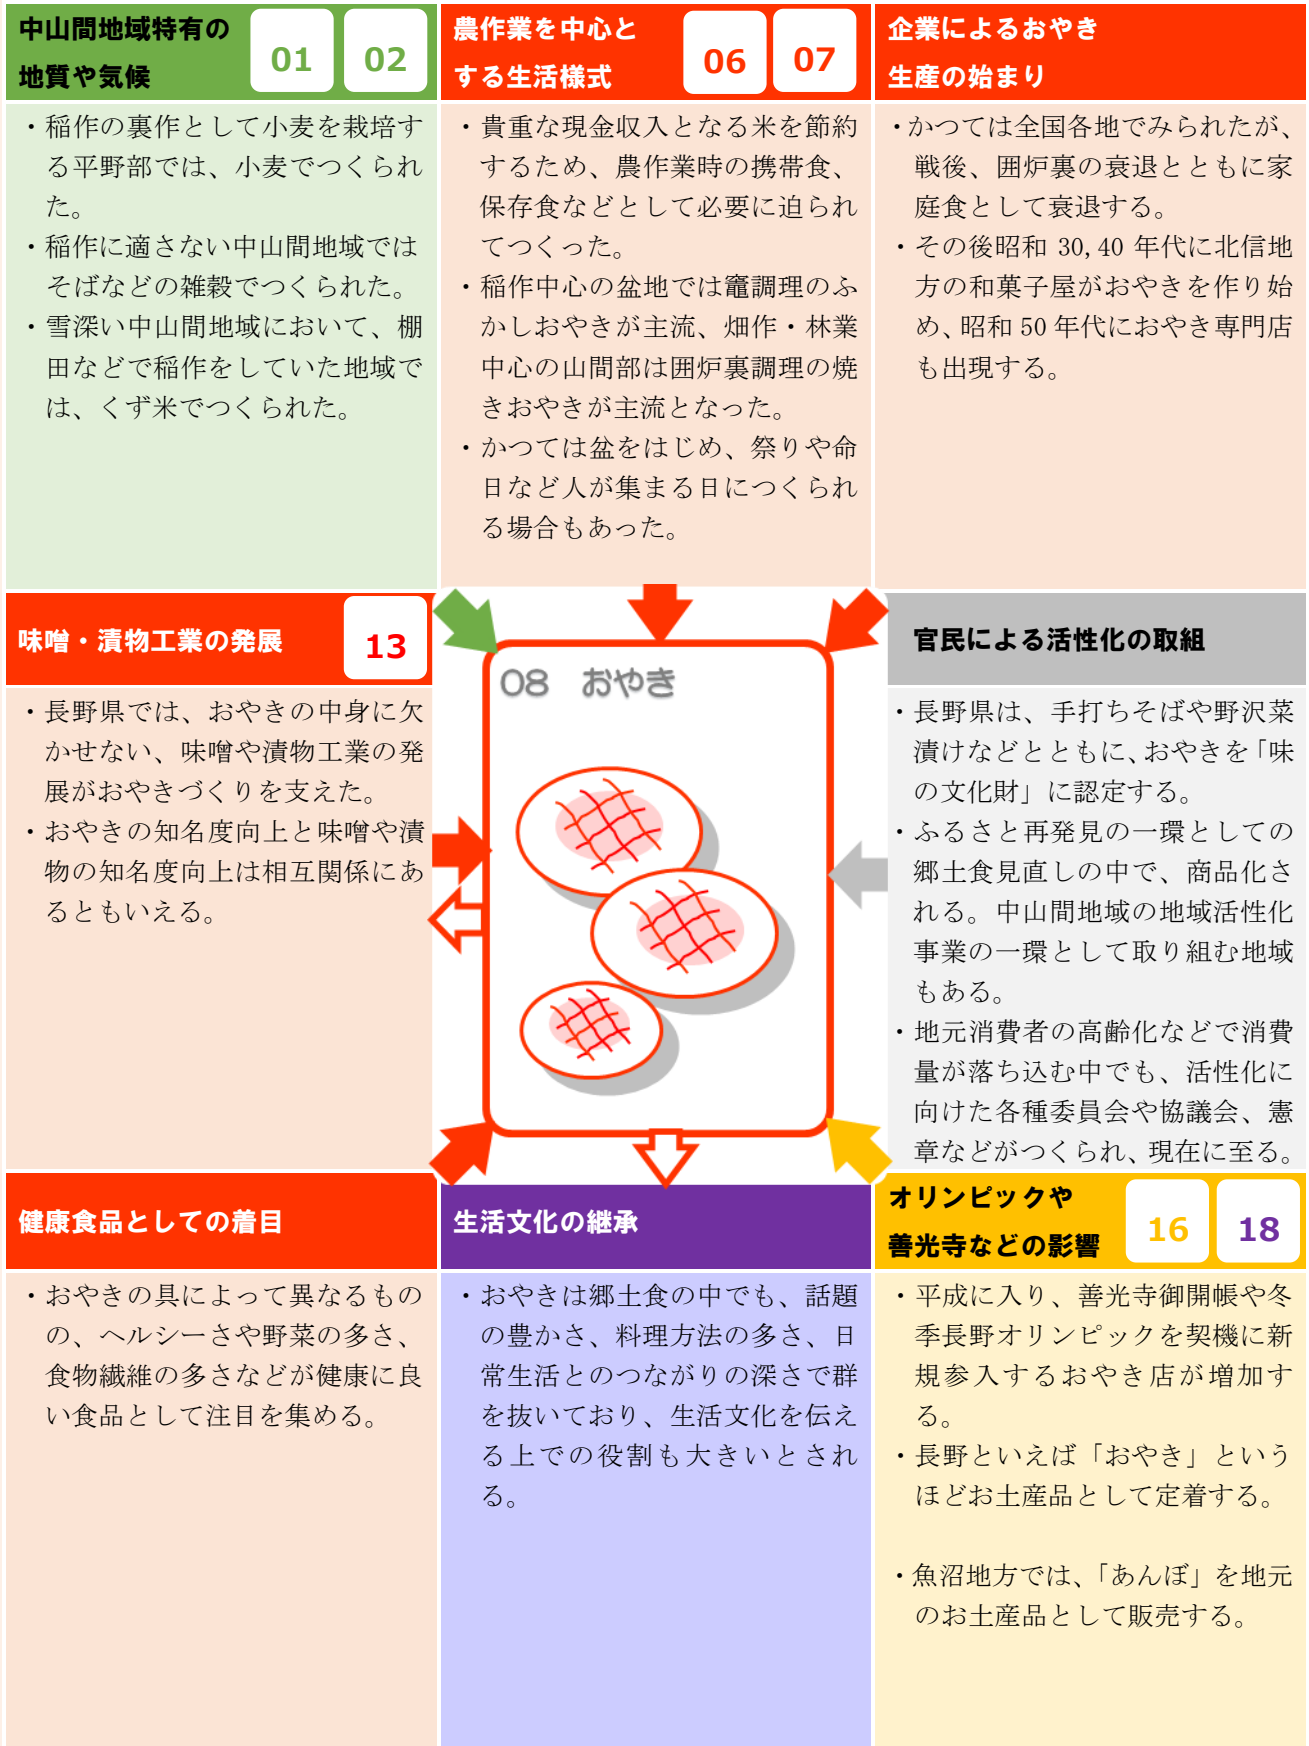 中山間地域特有の
地質や気候
01
02
・稲作の裏作として小麦を栽培す
る平野部では、小麦でつくられ
た。
・稲作に適さない中山間地域では
そばなどの雑穀でつくられた。
・雪深い中山間地域において、棚
田などで稲作をしていた地域で
は、くず米でつくられた。
農作業を中心と
する生活様式
06
07
・貴重な現金収入となる米を節約
するため、農作業時の携帯食、
保存食などとして必要に迫られ
てつくった。
・稲作中心の盆地では竈調理のふ
かしおやきが主流、畑作・林業
中心の山間部は囲炉裏調理の焼
きおやきが主流となった。
・かつては盆をはじめ、祭りや命
日など人が集まる日につくられ
る場合もあった。
企業によるおやき
生産の始まり
・かつては全国各地でみられたが、
戦後、囲炉裏の衰退とともに家
庭食として衰退する。
・その後昭和 30,40 年代に北信地
方の和菓子屋がおやきを作り始
め、昭和 50 年代におやき専門店
も出現する。
味噌・漬物工業の発展
13
・長野県では、おやきの中身に欠
かせない、味噌や漬物工業の発
展がおやきづくりを支えた。
・おやきの知名度向上と味噌や漬
物の知名度向上は相互関係にあ
るともいえる。
08 おやき
官民による活性化の取組
・長野県は、手打ちそばや野沢菜
漬けなどとともに、おやきを「味
の文化財」に認定する。
・ふるさと再発見の一環としての
郷土食見直しの中で、商品化さ
れる。中山間地域の地域活性化
事業の一環として取り組む地域
もある。
・地元消費者の高齢化などで消費
量が落ち込む中でも、活性化に
向けた各種委員会や協議会、憲
章などがつくられ、現在に至る。
健康食品としての着目
・おやきの具によって異なるもの
の、ヘルシーさや野菜の多さ、
食物繊維の多さなどが健康に良
い食品として注目を集める。
生活文化の継承
・おやきは郷土食の中でも、話題
の豊かさ、料理方法の多さ、日
常生活とのつながりの深さで群
を抜いており、生活文化を伝え
る上での役割も大きいとされ
る。
オリンピックや
善光寺などの影響
16
18
・平成に入り、善光寺御開帳や冬
季長野オリンピックを契機に新
規参入するおやき店が増加す
る。
・長野といえば「おやき」という
ほどお土産品として定着する。
・魚沼地方では、「あんぼ」を地元
のお土産品として販売する。